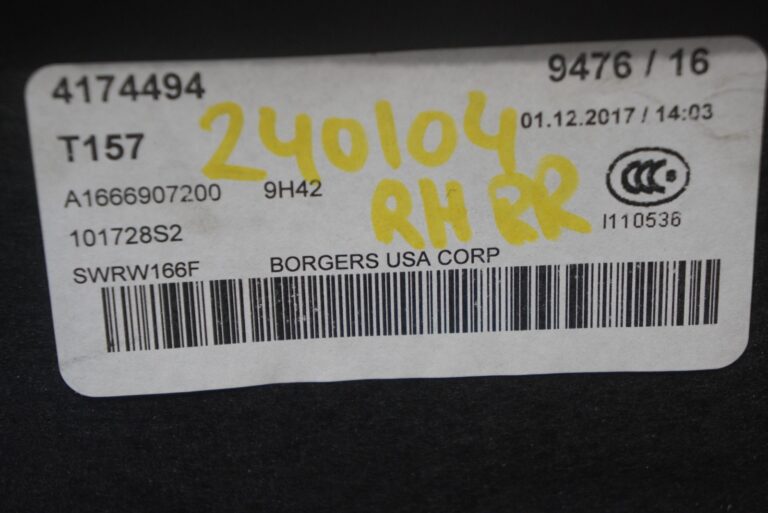 4174494 9476 / 16
T157 240104 01.12.2017 / 14:03
A1666907200 9H42 RH RR CCC
101728S2 I110536
SWRW166F BORGERS USA CORP